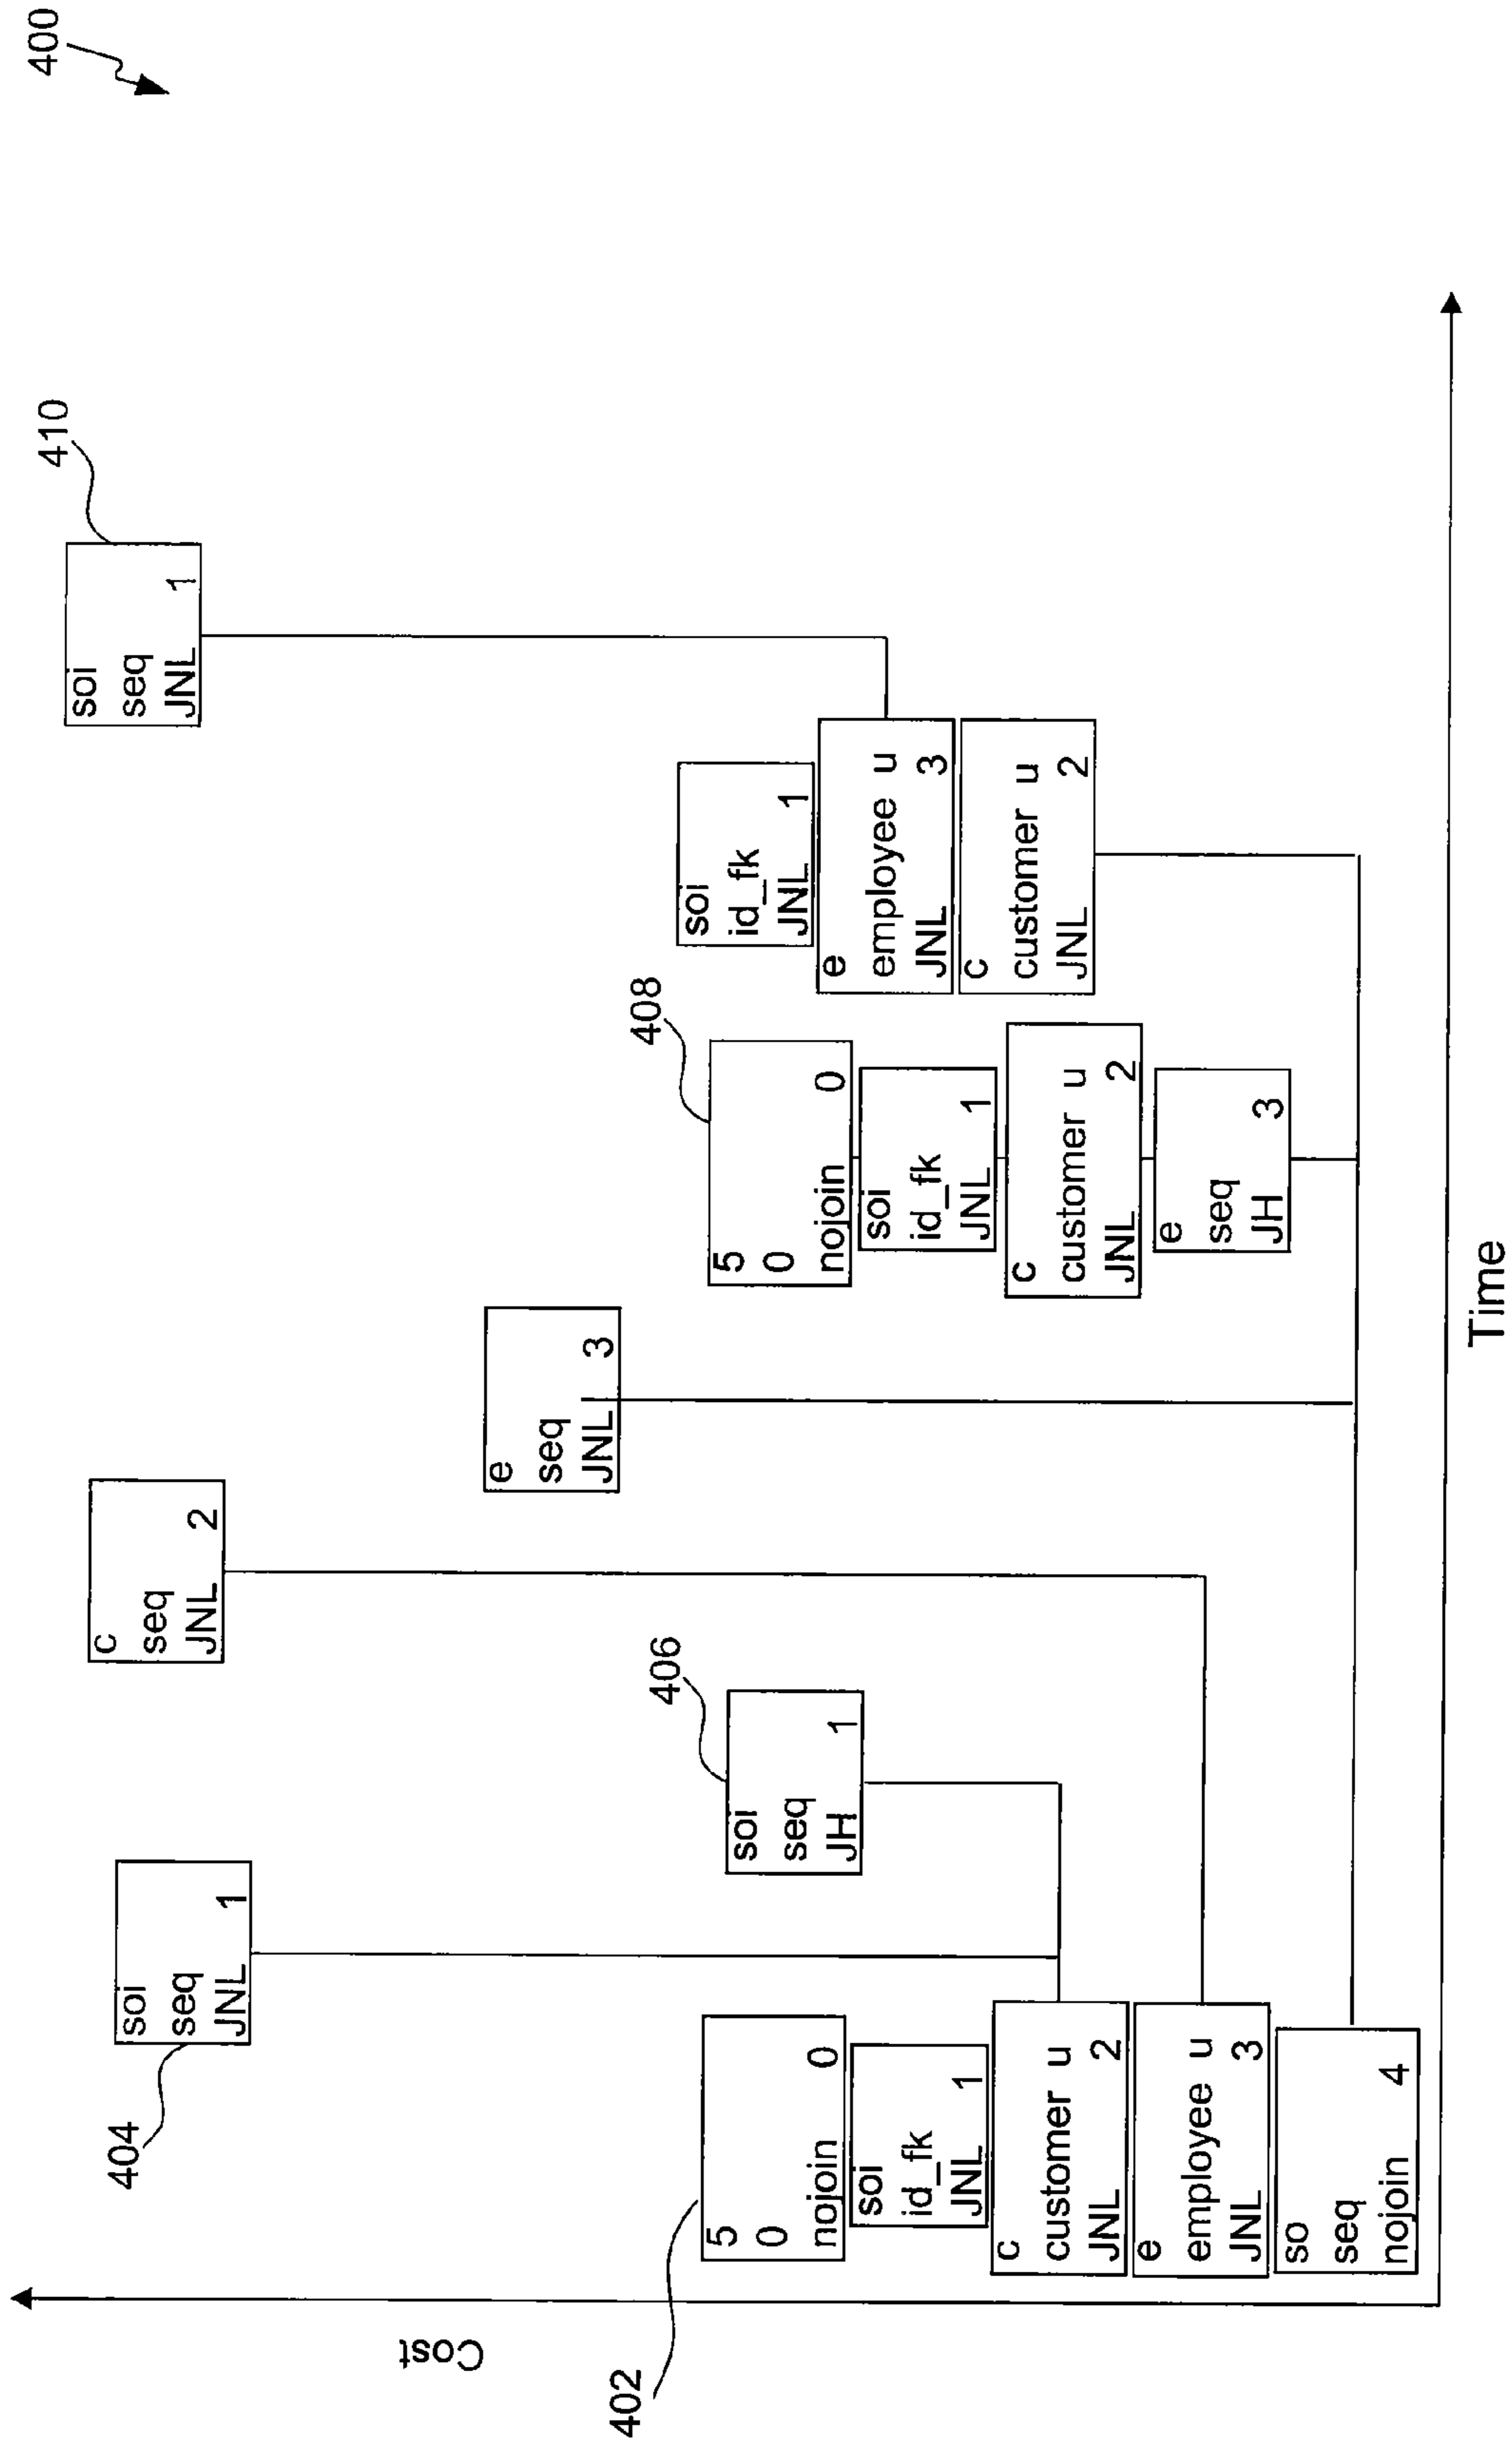 400
Cost
402
5
0
nojoin 0
soi
id_fk
JNL 1
c
customer u
JNL 2
e
employee u
JNL 3
so
seq
nojoin 4
404
soi
seq
JNL 1
406
soi
seq
JH 1
c
seq
JNL 2
e
seq
JNL 3
408
5
0
nojoin 0
soi
id_fk
JNL 1
c
customer u
JNL 2
e
seq
JH 3
soi
id_fk
JNL 1
e
employee u
JNL 3
c
customer u
JNL 2
410
soi
seq
JNL 1
Time